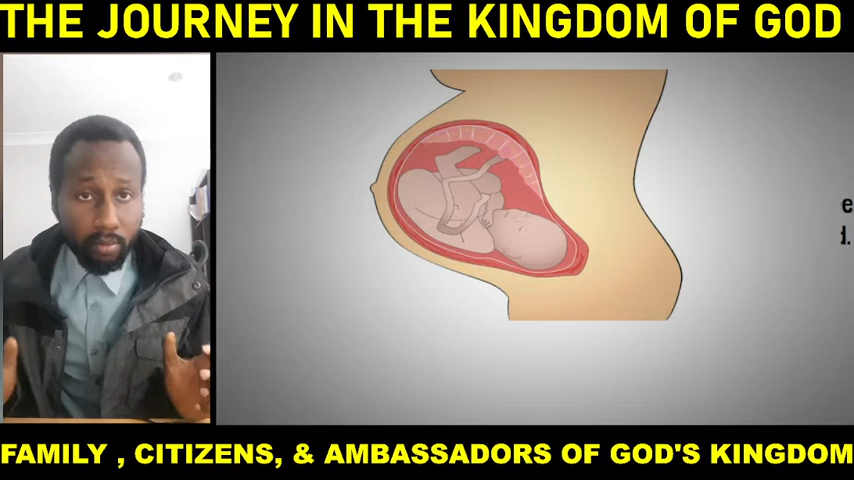 THE JOURNEY IN THE KINGDOM OF GOD
FAMILY , CITIZENS, & AMBASSADORS OF GOD'S KINGDOM